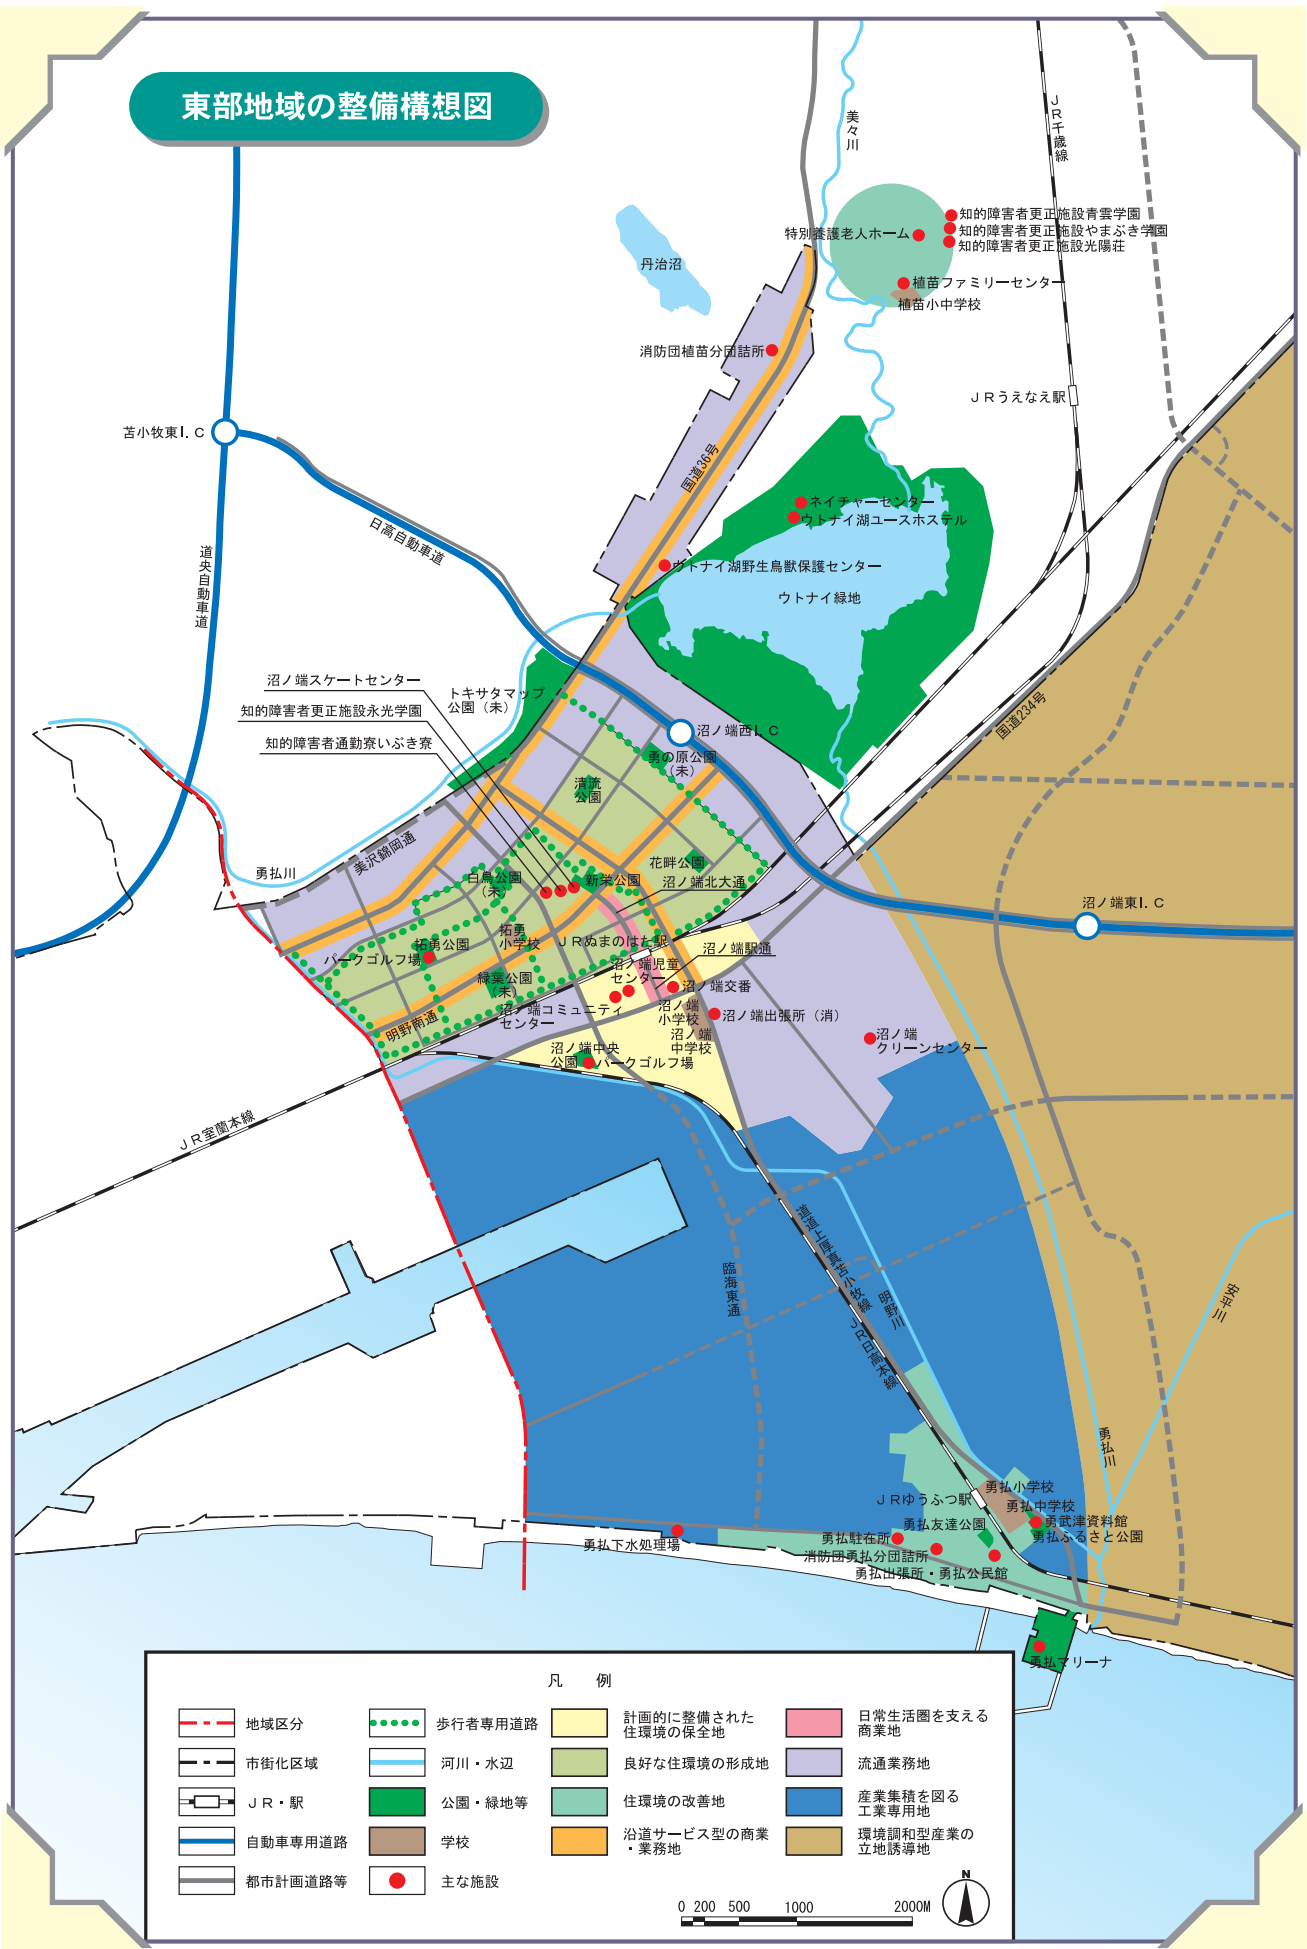 東部地域の整備構想図
美々川
JR千歳線
知的障害者更正施設青雲学園
知的障害者更正施設やまぶき学園
知的障害者更正施設光陽荘
特別養護老人ホーム
植苗ファミリーセンター
植苗小中学校
丹治沼
消防団植苗分団詰所
JRうえなえ駅
苫小牧東I.C
国道36号
日高自動車道
道央自動車道
ネイチャーセンター
ウトナイ湖ユースホステル
ウトナイ湖野生鳥獣保護センター
ウトナイ緑地
沼ノ端スケートセンター
知的障害者更正施設永光学園
知的障害者通勤寮いぶき寮
トキサタマップ
公園(未)
国道234号
沼ノ端西I.C
勇の原公園
(未)
清流
公園
美沢錦岡通
勇払川
白鳥公園
(未)
新栄公園
花畔公園
沼ノ端北大通
沼ノ端東I.C
拓勇公園
パークゴルフ場
拓勇
小学校
JRぬまのはた駅
沼ノ端駅通
沼ノ端児童
センター
緑葉公園
(未)
沼ノ端交番
沼ノ端コミュニティ
センター
沼ノ端
小学校
沼ノ端出張所(消)
沼ノ端
中学校
沼ノ端
クリーンセンター
明野南通
沼ノ端中央
公園
パークゴルフ場
JR室蘭本線
道道上厚真苫小牧線
臨海東通
明野川
JR日高本線
安平川
勇払川
勇払小学校
JRゆうふつ駅
勇払中学校
勇武津資料館
勇払ふるさと公園
勇払友達公園
勇払駐在所
勇払下水処理場
消防団勇払分団詰所
勇払出張所・勇払公民館
勇払マリーナ
凡 例
地域区分
市街化区域
JR・駅
自動車専用道路
都市計画道路等
歩行者専用道路
河川・水辺
公園・緑地等
学校
主な施設
計画的に整備された
住環境の保全地
良好な住環境の形成地
住環境の改善地
沿道サービス型の商業
・業務地
日常生活圏を支える
商業地
流通業務地
産業集積を図る
工業専用地
環境調和型産業の
立地誘導地
0 200 500 1000 2000M
N